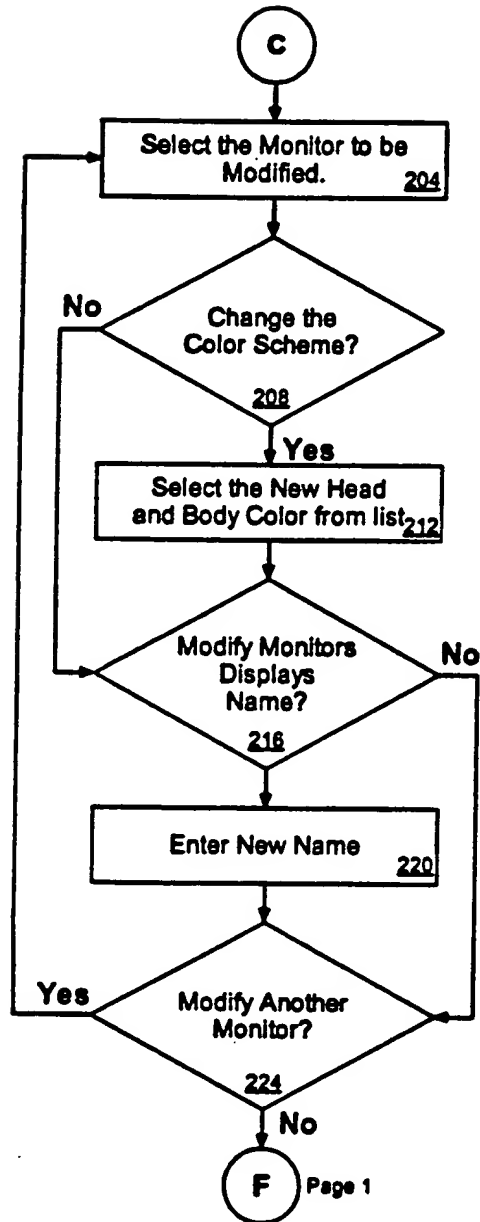 C
Select the Monitor to be
Modified.
204
No
Change the
Color Scheme?
208
Yes
Select the New Head
and Body Color from list
212
Modify Monitors
Displays
Name?
No
216
Enter New Name
220
Yes
Modify Another
Monitor?
224
No
F
Page 1